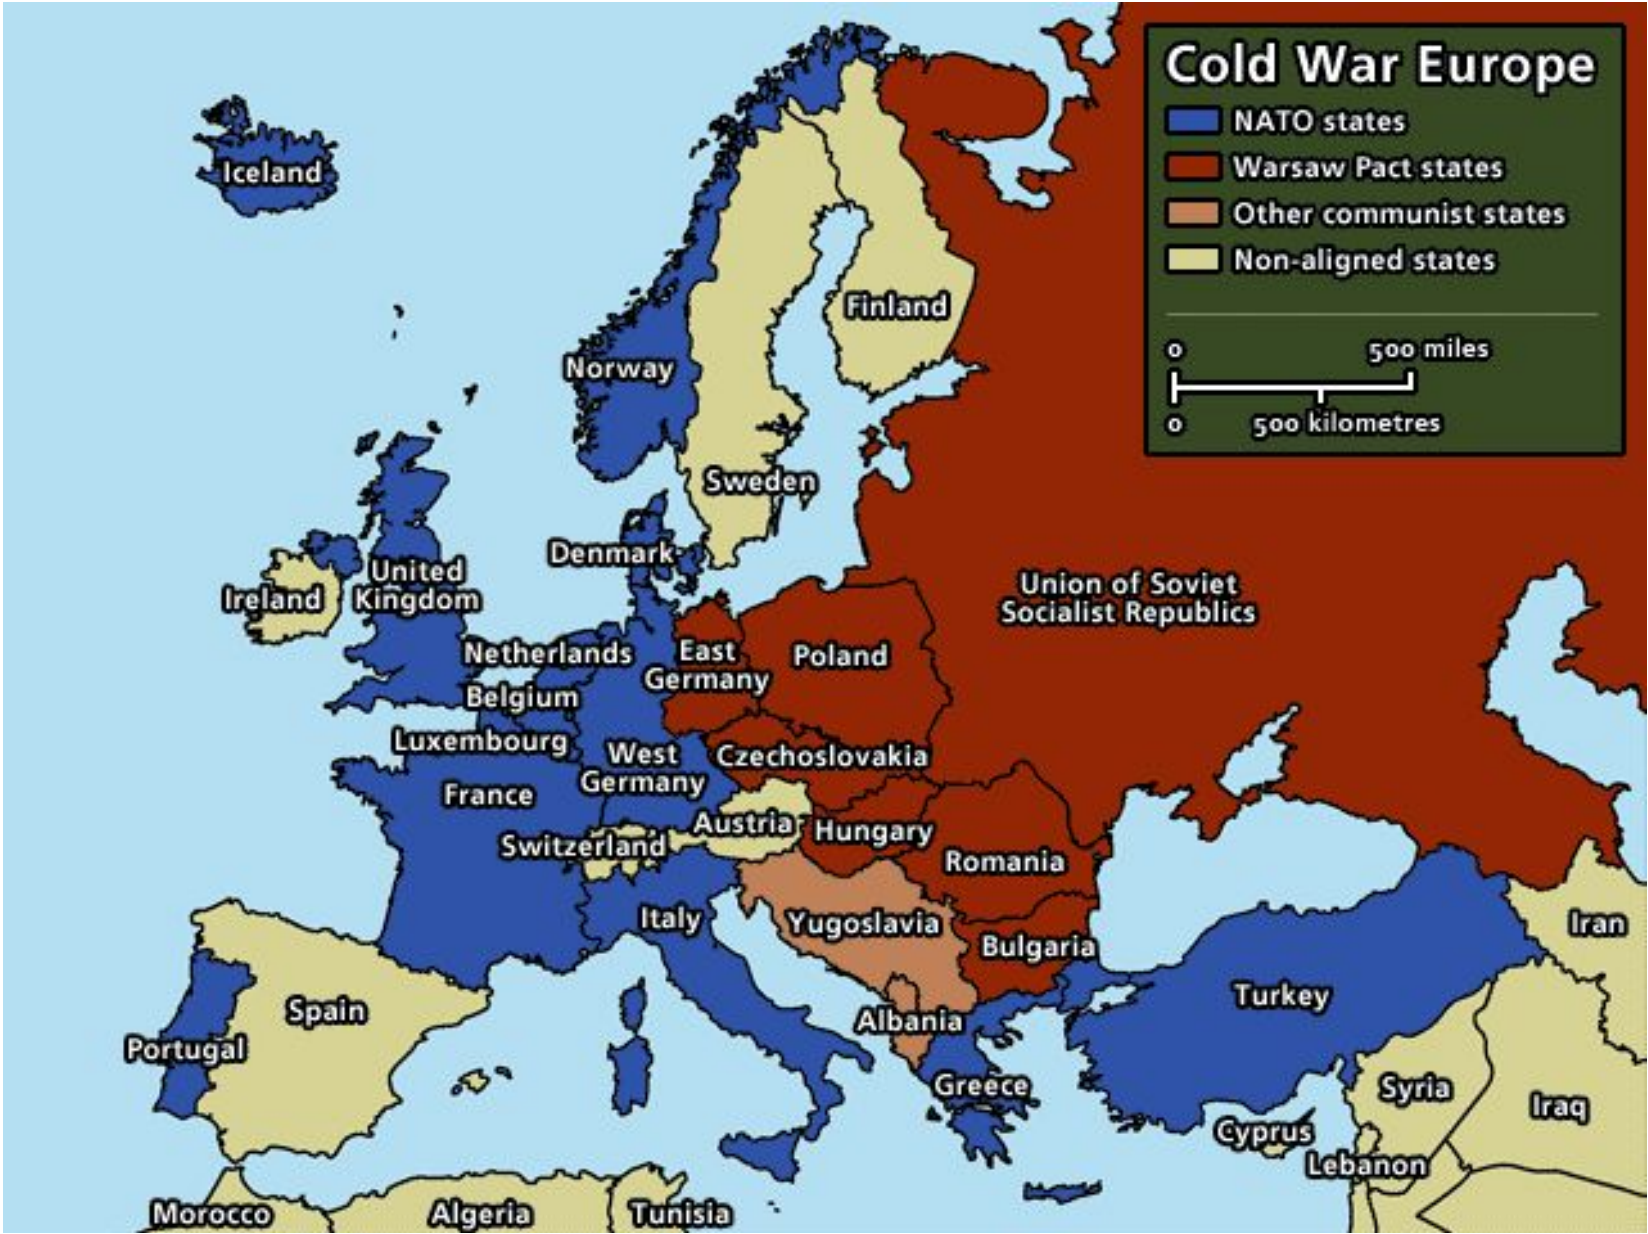 Cold War Europe
NATO states
Warsaw Pact states
Other communist states
Non-aligned states
0 500 miles
0 500 kilometres
Iceland
Finland
Norway
Sweden
Denmark
United
Kingdom
Ireland
Union of Soviet
Socialist Republics
Netherlands
East
Germany
Poland
Belgium
Luxembourg
West
Germany
Czechoslovakia
France
Austria
Hungary
Switzerland
Romania
Italy
Yugoslavia
Bulgaria
Iran
Spain
Turkey
Albania
Portugal
Greece
Syria
Iraq
Cyprus
Lebanon
Morocco
Algeria
Tunisia